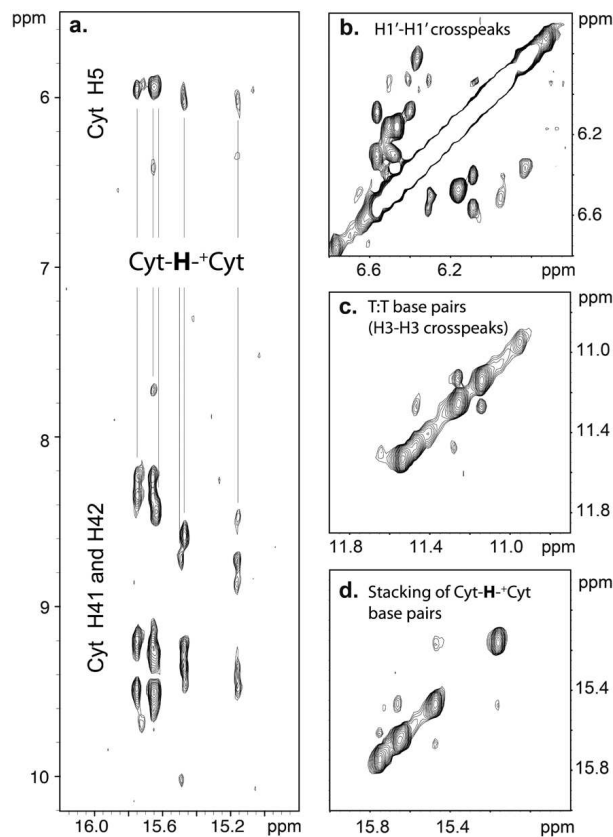 a.
ppm
6
7
8
9
10
Cyt H5
Cyt-H-+Cyt
Cyt H41 and H42
16.0 15.6 15.2 ppm
b. H1'-H1' crosspeaks
ppm
6.2
6.6
6.6 6.2 ppm
c. T:T base pairs
(H3-H3 crosspeaks)
ppm
11.0
11.4
11.8
11.8 11.4 11.0 ppm
d. Stacking of Cyt-H-+Cyt
base pairs
ppm
15.4
15.8
15.8 15.4 ppm